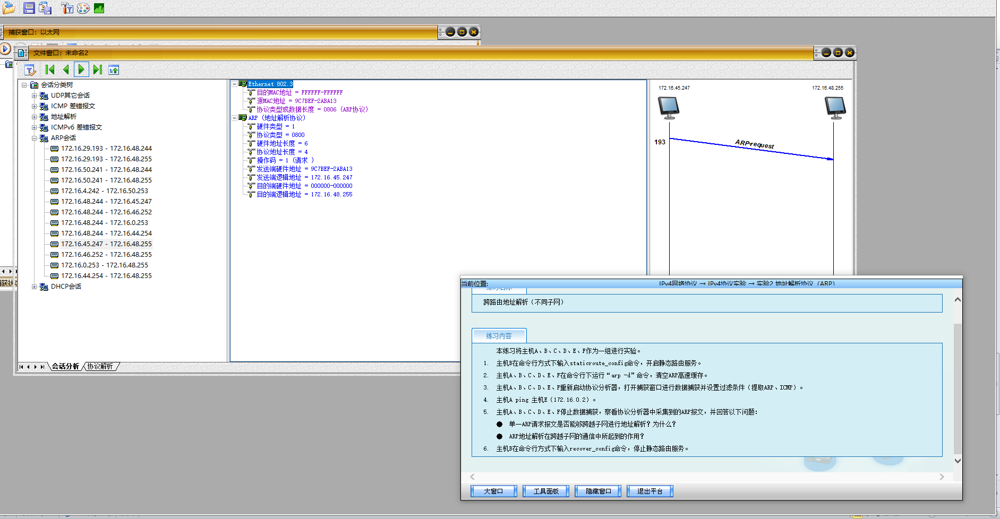 捕获窗口：以太网
文件窗口：未命名2
会话分类树
UDP其它会话
ICMP 差错报文
地址解析
ICMPv6 差错报文
ARP会话
172.16.29.193 - 172.16.48.244
172.16.29.193 - 172.16.48.255
172.16.50.241 - 172.16.48.244
172.16.50.241 - 172.16.48.255
172.16.4.242 - 172.16.50.253
172.16.48.244 - 172.16.45.247
172.16.48.244 - 172.16.46.252
172.16.48.244 - 172.16.0.253
172.16.48.244 - 172.16.44.254
172.16.45.247 - 172.16.48.255
172.16.46.252 - 172.16.48.255
172.16.0.253 - 172.16.48.255
172.16.44.254 - 172.16.48.255
DHCP会话
会话分析 协议解析
Ethernet 802.3
目的MAC地址 = FFFFFF-FFFFFF
源MAC地址 = 9C7BEF-2ABA13
协议类型或数据长度 = 0806 (ARP协议)
ARP (地址解析协议)
硬件类型 = 1
协议类型 = 0800
硬件地址长度 = 6
协议地址长度 = 4
操作码 = 1 (请求 )
发送端硬件地址 = 9C7BEF-2ABA13
发送端逻辑地址 = 172.16.45.247
目的端硬件地址 = 000000-000000
目的端逻辑地址 = 172.16.48.255
172.16.45.247 172.16.48.255
193 ARP-request
当前位置: IPv4网络协议 → IPv4协议实验 → 实验2 地址解析协议（ARP）
练习名称
跨路由地址解析（不同子网）
练习内容
本练习将主机A、B、C、D、E、F作为一组进行实验。
1. 主机B在命令行方式下输入staticroute_config命令，开启静态路由服务。
2. 主机A、B、C、D、E、F在命令行下运行“arp -d”命令，清空ARP高速缓存。
3. 主机A、B、C、D、E、F重新启动协议分析器，打开捕获窗口进行数据捕获并设置过滤条件（提取ARP、ICMP）。
4. 主机A ping 主机E（172.16.0.2）。
5. 主机A、B、C、D、E、F停止数据捕获，察看协议分析器中采集到的ARP报文，并回答以下问题：
● 单一ARP请求报文是否能够跨越子网进行地址解析？为什么？
● ARP地址解析在跨越子网的通信中所起到的作用？
6. 主机B在命令行方式下输入recover_config命令，停止静态路由服务。
大窗口 工具面板 隐藏窗口 退出平台